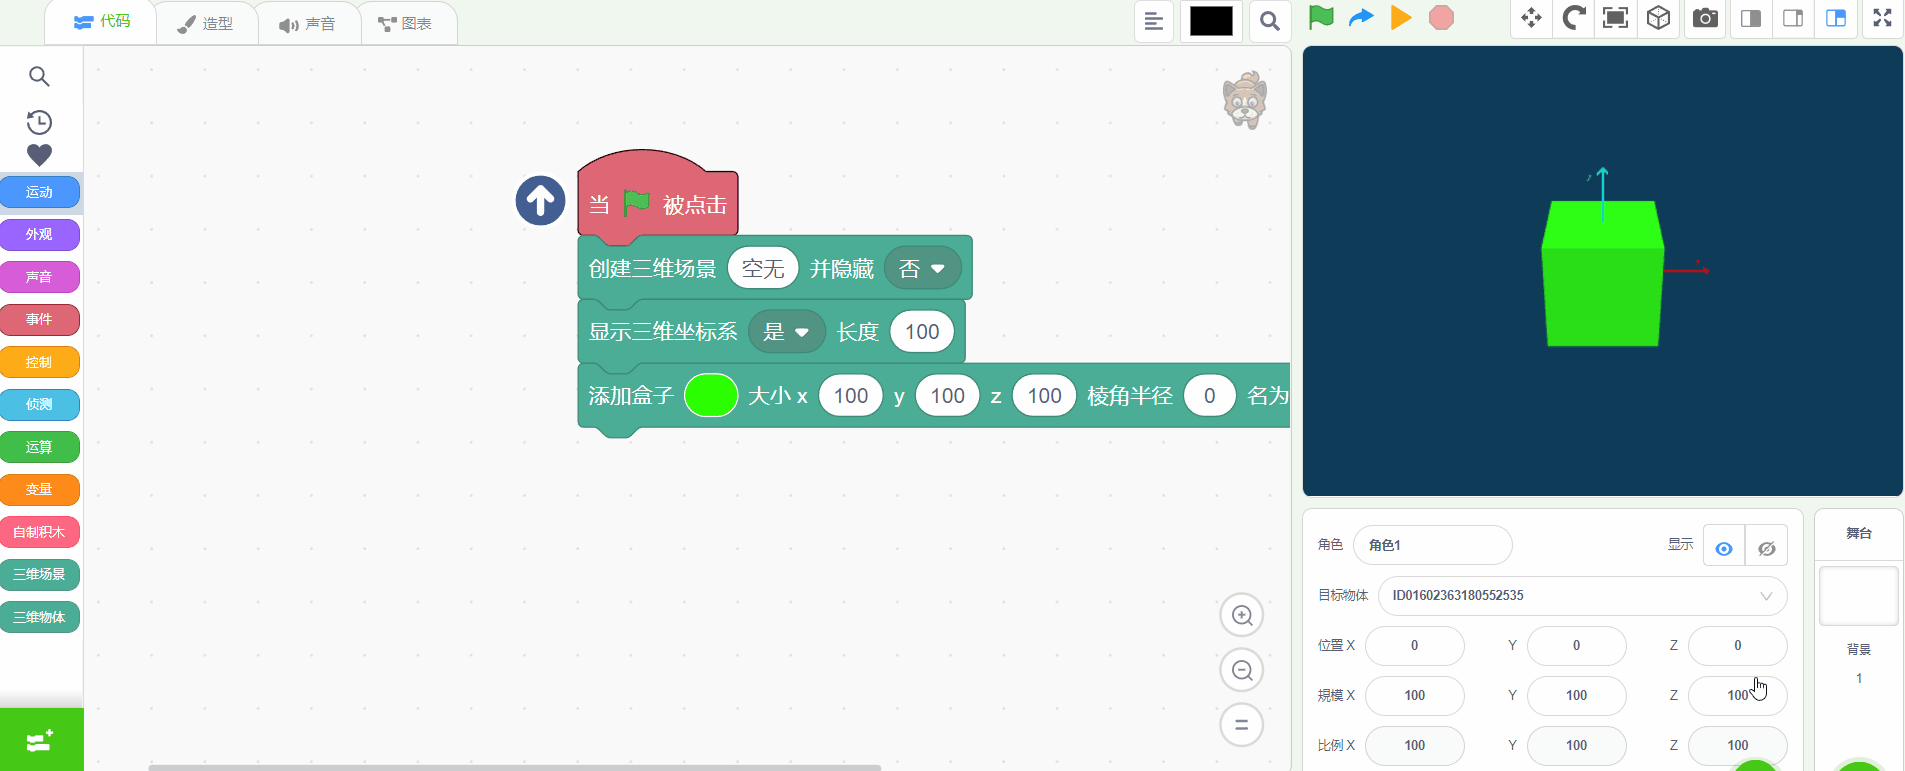 代码
造型
声音
图表
运动
外观
声音
事件
控制
侦测
运算
变量
自制积木
三维场景
三维物体
当 被点击
创建三维场景 空无 并隐藏 否
显示三维坐标系 是 长度 100
添加盒子 大小 x 100 y 100 z 100 棱角半径 0 名为
角色 角色1 显示
目标物体 ID01602363180552535
位置 X 0 Y 0 Z 0
規模 X 100 Y 100 Z 100
比例 X 100 Y 100 Z 100
舞台
背景
1